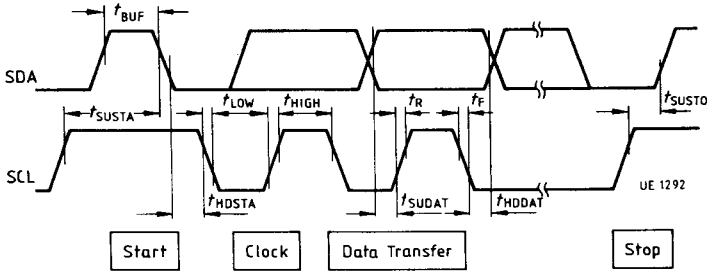 tBUF
SDA
tSUSTA
tLOW
tHIGH
tR
tF
tSUSTO
SCL
tHDSTA
tSUDAT
tHDDAT
UE 1292
Start
Clock
Data Transfer
Stop